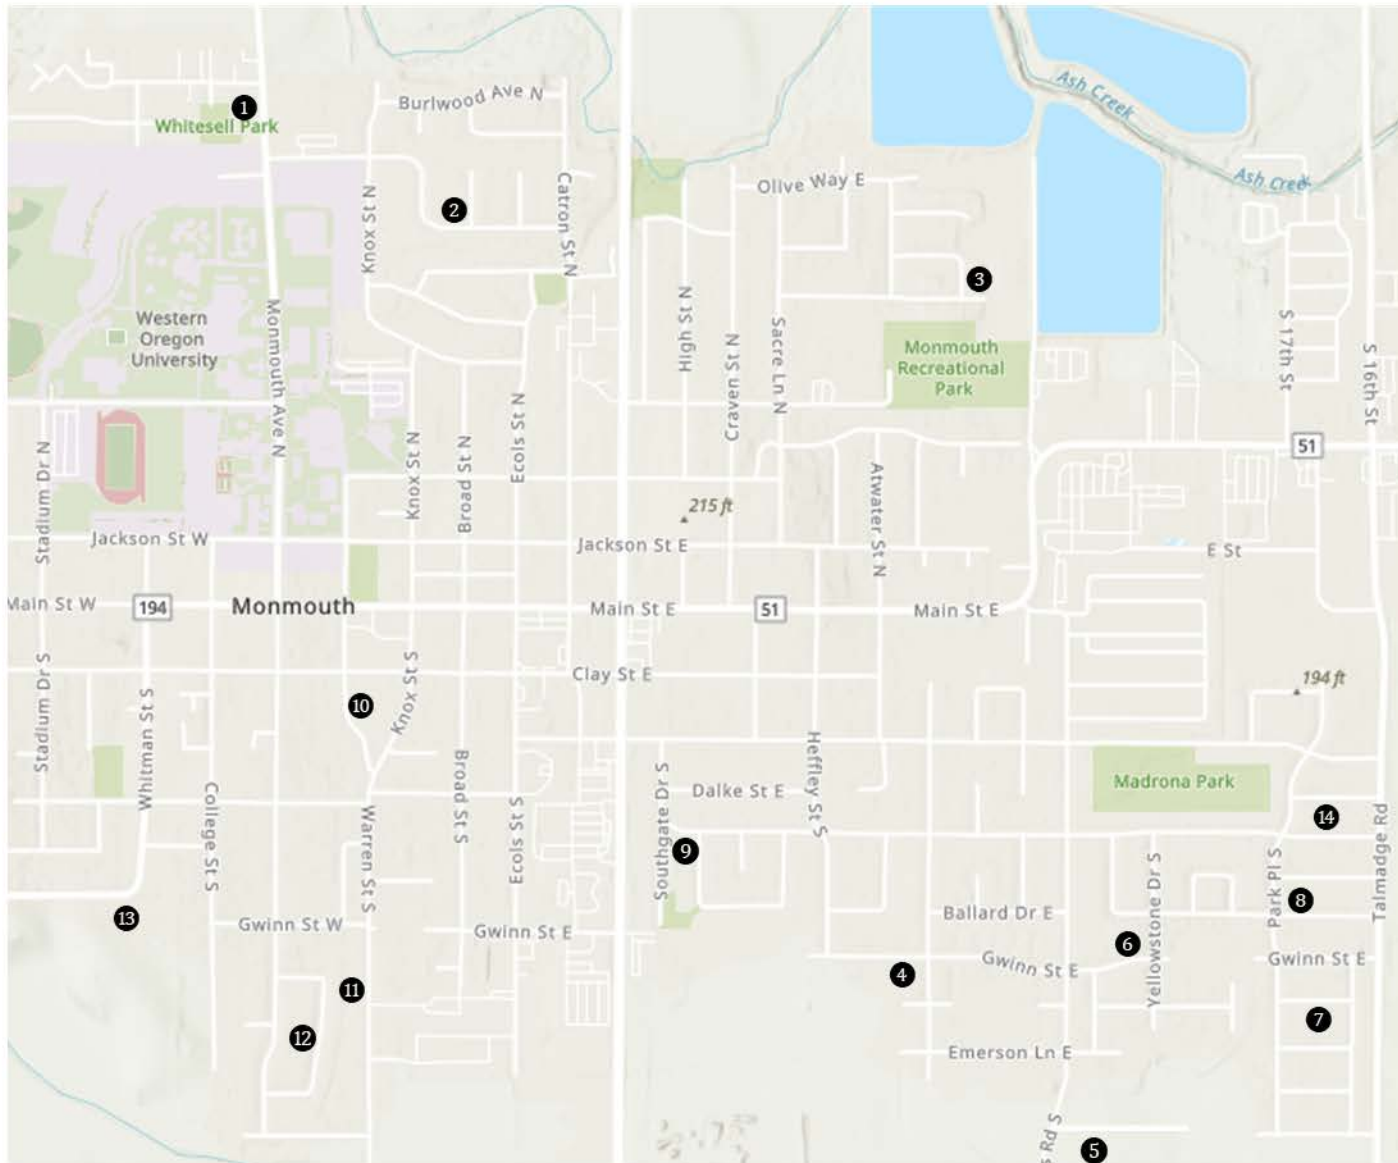 Burlwood Ave N
Ash Creek
1
Whitesell Park
Ash Creek
Olive Way E
Catron St N
Knox St N
2
3
Western
Oregon
University
Monmouth Ave N
High St N
Craven St N
Sacre Ln N
Monmouth
Recreational
Park
S 17th St
S 16th St
Stadium Dr N
Knox St N
Broad St N
Ecols St N
Atwater St N
51
215 ft
Jackson St W
Jackson St E
E St
Main St W
194
Monmouth
Main St E
51
Main St E
Clay St E
194 ft
Stadium Dr S
Whitman St S
10
Knox St S
College St S
Broad St S
Ecols St S
Southgate Dr S
Dalke St E
Heffley St S
Madrona Park
14
Talmadge Rd
Warren St S
9
Yellowstone Dr S
Park Pl S
8
13
Gwinn St W
Gwinn St E
Ballard Dr E
6
Gwinn St E
Gwinn St E
4
11
12
7
Emerson Ln E
s Rd S
5